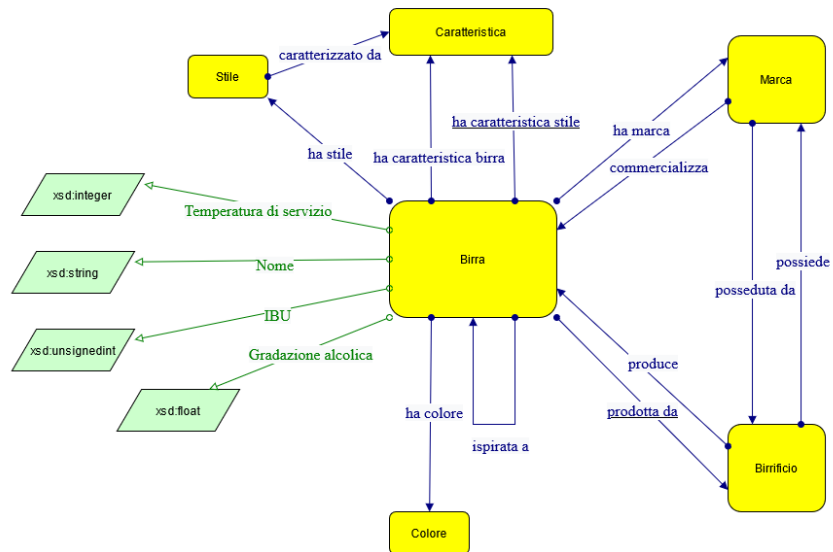 Caratteristica
caratterizzato da
Stile
Marca
ha caratteristica stile
ha marca
ha stile
ha caratteristica birra
commercializza
xsd:integer
Temperatura di servizio
Birra
xsd:string
Nome
possiede
posseduta da
IBU
xsd:unsignedint
Gradazione alcolica
produce
xsd:float
ha colore
prodotta da
ispirata a
Birrificio
Colore